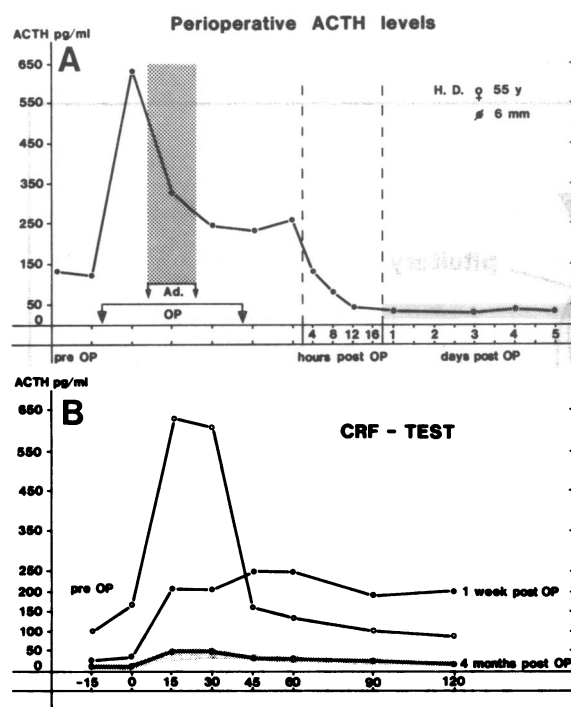 Perioperative ACTH levels
ACTH pg/ml
A
650
550
450
350
250
150
50
0
H. D. ♀ 55 y
ø 6 mm
Ad.
OP
4 8 12 16 1 2 3 4 5
pre OP hours post OP days post OP
pituitary
ACTH pg/ml
B
CRF - TEST
650
550
450
350
250
200
150
100
50
0
pre OP
1 week post OP
4 months post OP
-15 0 15 30 45 60 90 120